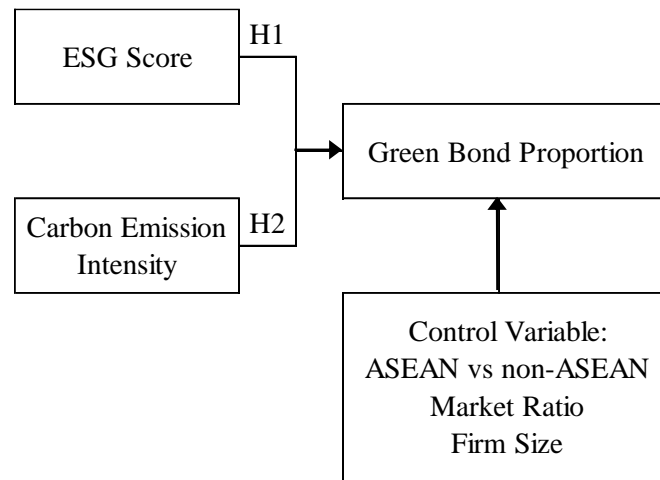 H1
ESG Score
Green Bond Proportion
H2
Carbon Emission
Intensity
Control Variable:
ASEAN vs non-ASEAN
Market Ratio
Firm Size